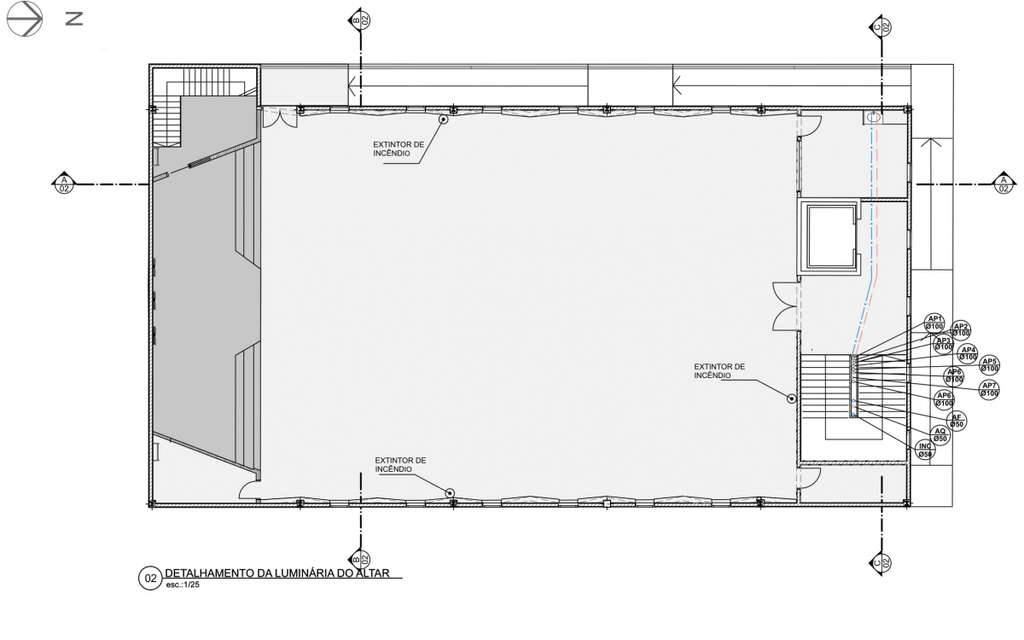 N
B
02
C
02
EXTINTOR DE
INCÊNDIO
A
02
A
02
AP1
Ø100
AP2
Ø100
AP3
Ø100
AP4
Ø100
AP5
Ø100
AP6
Ø100
AP7
Ø100
AP6
Ø100
AF
Ø50
AQ
Ø50
INC
Ø50
EXTINTOR DE
INCÊNDIO
EXTINTOR DE
INCÊNDIO
B
02
C
02
02
DETALHAMENTO DA LUMINÁRIA DO ALTAR
esc.:1/25